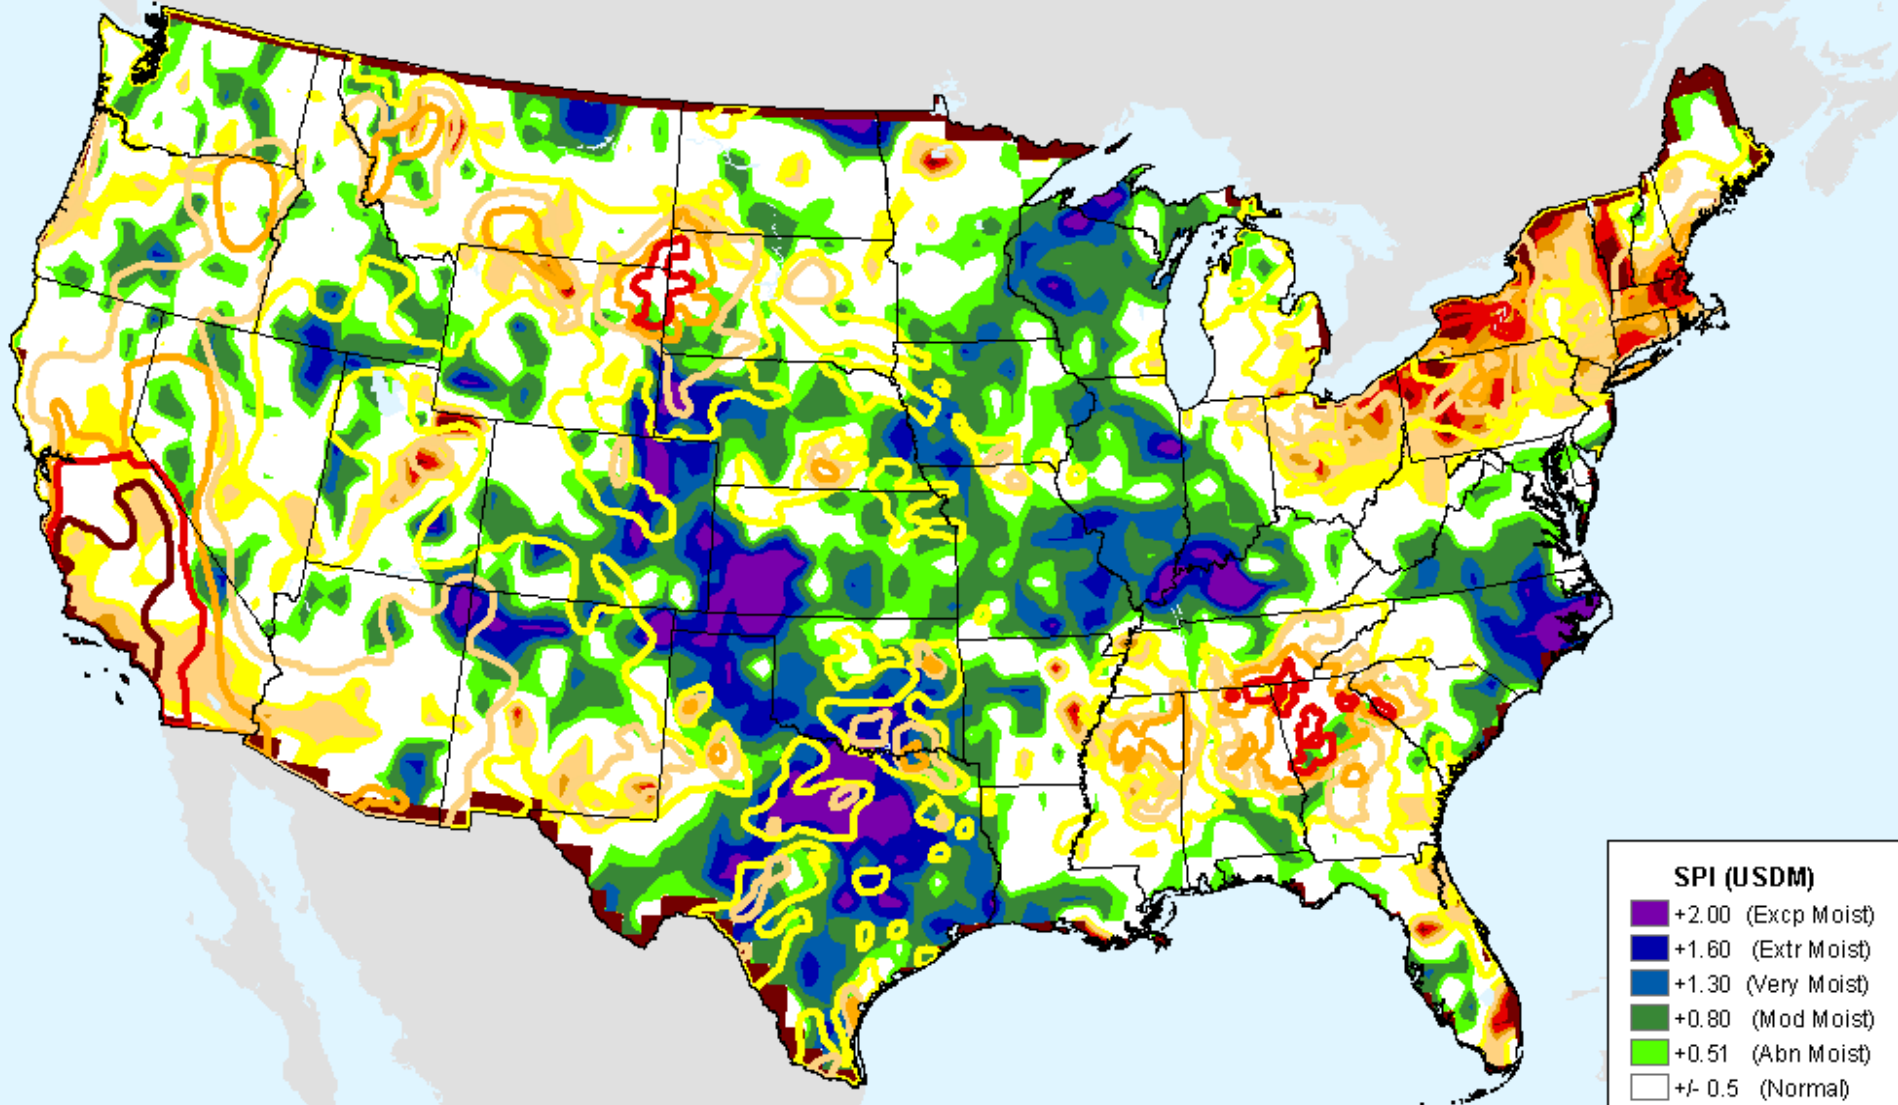 SPI (USDM)
+2.00 (Excp Moist)
+1.60 (Extr Moist)
+1.30 (Very Moist)
+0.80 (Mod Moist)
+0.51 (Abn Moist)
+/- 0.5 (Normal)